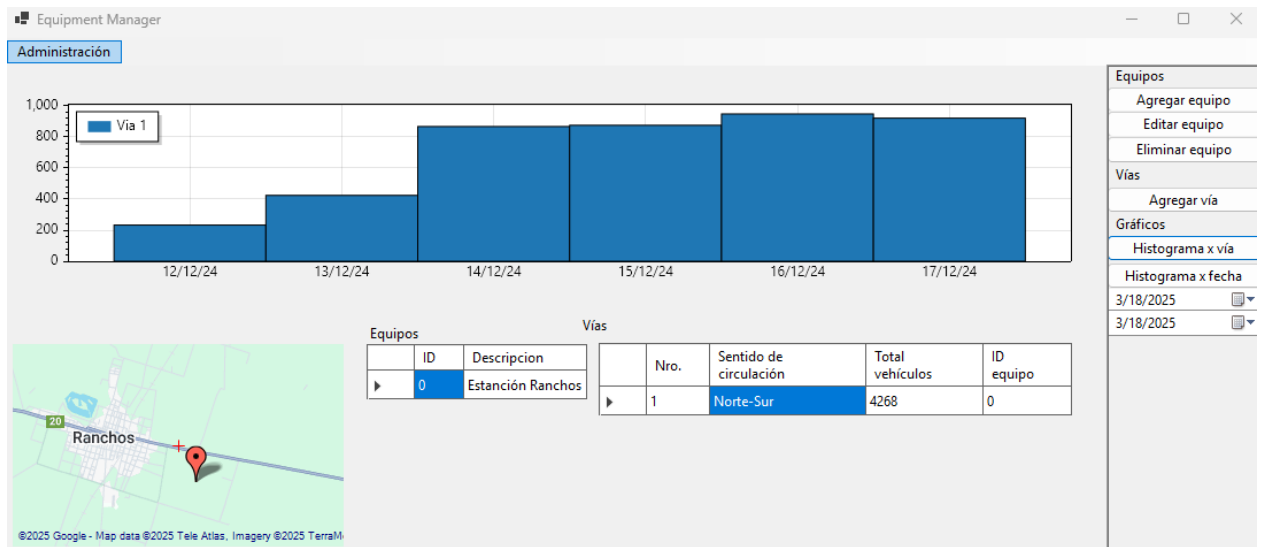 Equipment Manager
Administración
1,000
800
600
400
200
0
Via 1
12/12/24 13/12/24 14/12/24 15/12/24 16/12/24 17/12/24
Equipos
ID Descripcion
0 Estanción Ranchos
Vías
Nro. Sentido de circulación Total vehículos ID equipo
1 Norte-Sur 4268 0
20
Ranchos
©2025 Google - Map data ©2025 Tele Atlas, Imagery ©2025 TerraM
Equipos
Agregar equipo
Editar equipo
Eliminar equipo
Vías
Agregar vía
Gráficos
Histograma x vía
Histograma x fecha
3/18/2025
3/18/2025